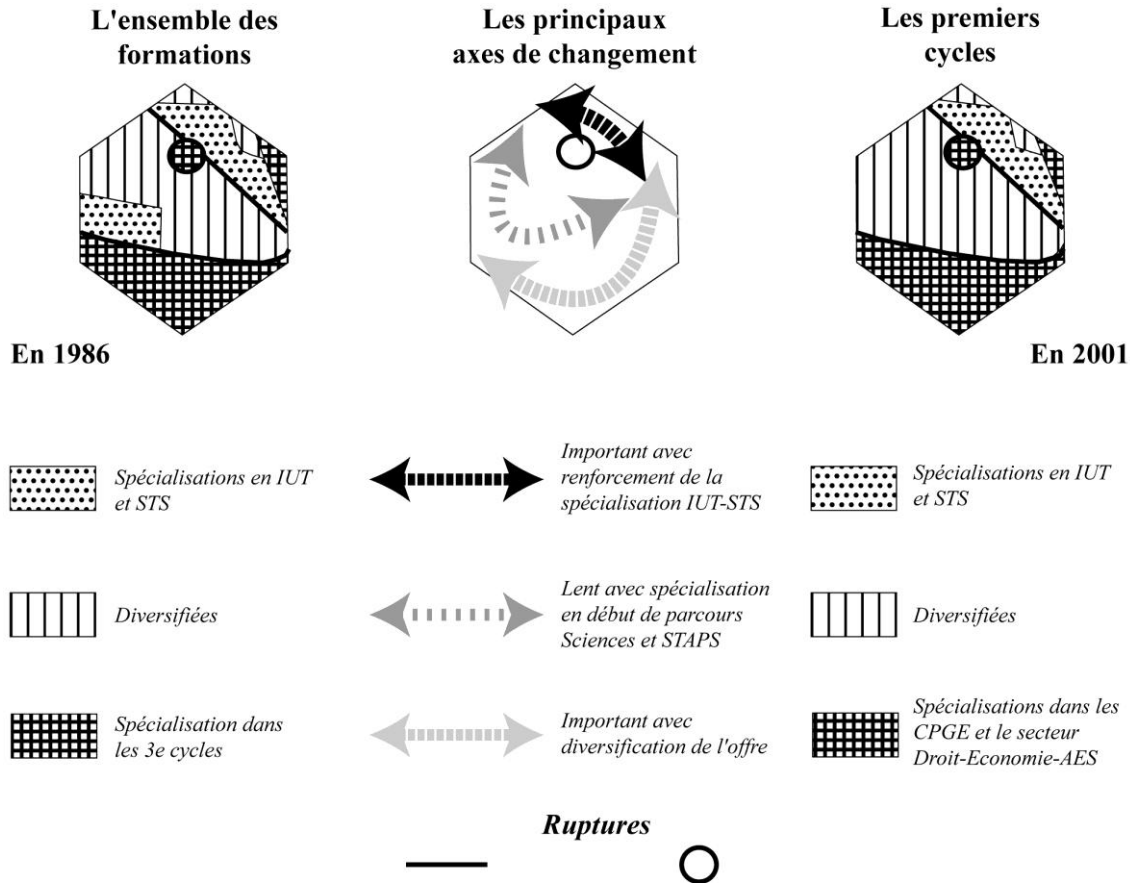 L'ensemble des
formations
Les principaux
axes de changement
Les premiers
cycles
En 1986
En 2001
Spécialisations en IUT
et STS
Important avec
renforcement de la
spécialisation IUT-STS
Spécialisations en IUT
et STS
Diversifiées
Lent avec spécialisation
en début de parcours
Sciences et STAPS
Diversifiées
Spécialisation dans
les 3e cycles
Important avec
diversification de l'offre
Spécialisations dans les
CPGE et le secteur
Droit-Economie-AES
Ruptures